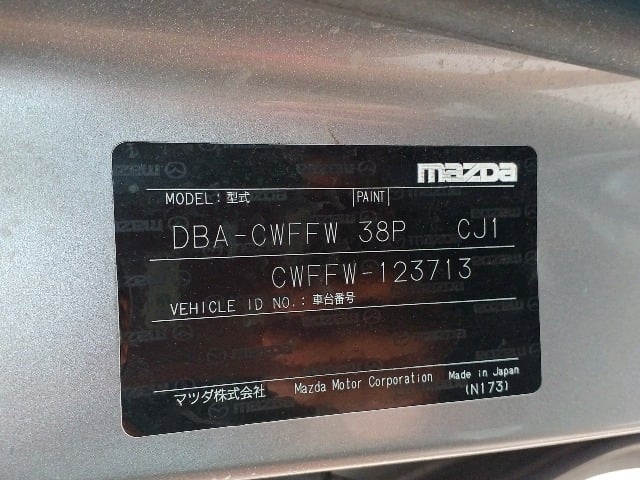 mazda
MODEL: 型式 PAINT
DBA-CWFFW 38P CJ1
CWFFW-123713
VEHICLE ID NO.: 車台番号
マツダ株式会社 Mazda Motor Corporation Made in Japan
(N173)